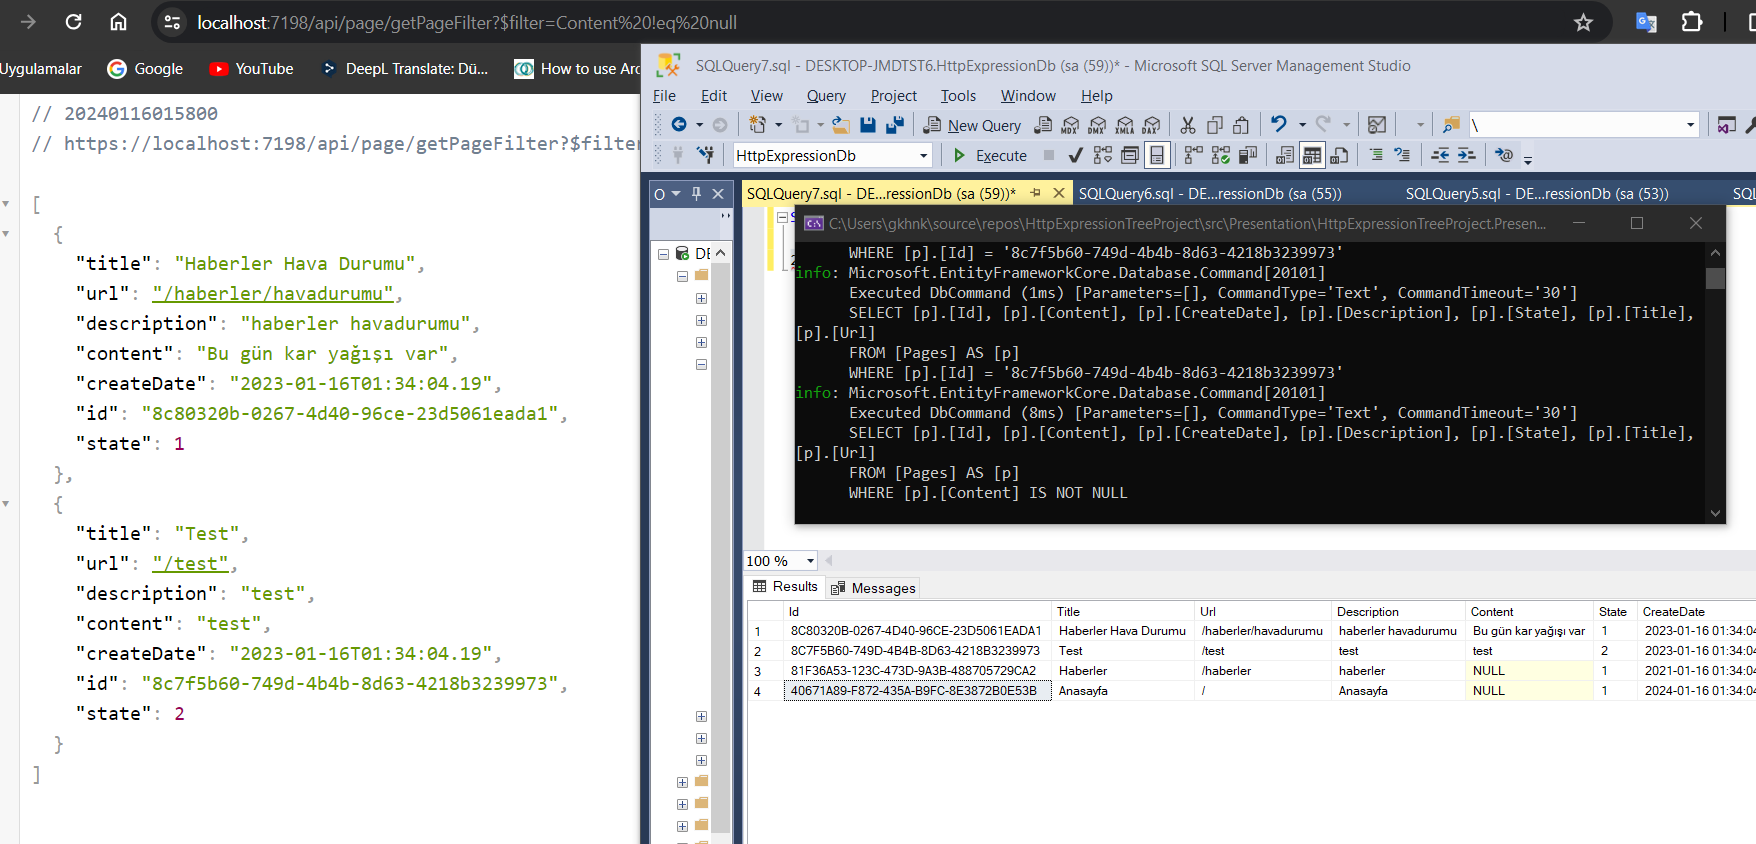 localhost:7198/api/page/getPageFilter?$filter=Content%20!eq%20null
Uygulamalar
Google
YouTube
DeepL Translate: Dü...
How to use Arc
// 20240116015800
// https://localhost:7198/api/page/getPageFilter?$filter
[
{
"title": "Haberler Hava Durumu",
"url": "/haberler/havadurumu",
"description": "haberler havadurumu",
"content": "Bu gün kar yağışı var",
"createDate": "2023-01-16T01:34:04.19",
"id": "8c80320b-0267-4d40-96ce-23d5061eada1",
"state": 1
},
{
"title": "Test",
"url": "/test",
"description": "test",
"content": "test",
"createDate": "2023-01-16T01:34:04.19",
"id": "8c7f5b60-749d-4b4b-8d63-4218b3239973",
"state": 2
}
]
SQLQuery7.sql - DESKTOP-JMDTST6.HttpExpressionDb (sa (59))* - Microsoft SQL Server Management Studio
File Edit View Query Project Tools Window Help
New Query
MDX DMX XMLA DAX
\
HttpExpressionDb
Execute
O
SQLQuery7.sql - DE...ressionDb (sa (59))*
SQLQuery6.sql - DE...ressionDb (sa (55))
SQLQuery5.sql - DE...ressionDb (sa (53))
SQL
DE
C:\Users\gkhnk\source\repos\HttpExpressionTreeProject\src\Presentation\HttpExpressionTreeProject.Presen...
WHERE [p].[Id] = '8c7f5b60-749d-4b4b-8d63-4218b3239973'
info: Microsoft.EntityFrameworkCore.Database.Command[20101]
Executed DbCommand (1ms) [Parameters=[], CommandType='Text', CommandTimeout='30']
SELECT [p].[Id], [p].[Content], [p].[CreateDate], [p].[Description], [p].[State], [p].[Title],
[p].[Url]
FROM [Pages] AS [p]
WHERE [p].[Id] = '8c7f5b60-749d-4b4b-8d63-4218b3239973'
info: Microsoft.EntityFrameworkCore.Database.Command[20101]
Executed DbCommand (8ms) [Parameters=[], CommandType='Text', CommandTimeout='30']
SELECT [p].[Id], [p].[Content], [p].[CreateDate], [p].[Description], [p].[State], [p].[Title],
[p].[Url]
FROM [Pages] AS [p]
WHERE [p].[Content] IS NOT NULL
100 %
Results Messages
Id Title Url Description Content State CreateDate
1 8C80320B-0267-4D40-96CE-23D5061EADA1 Haberler Hava Durumu /haberler/havadurumu haberler havadurumu Bu gün kar yağışı var 1 2023-01-16 01:34:04
2 8C7F5B60-749D-4B4B-8D63-4218B3239973 Test /test test test 2 2023-01-16 01:34:04
3 81F36A53-123C-473D-9A3B-488705729CA2 Haberler /haberler haberler NULL 1 2021-01-16 01:34:04
4 40671A89-F872-435A-B9FC-8E3872B0E53B Anasayfa / Anasayfa NULL 1 2024-01-16 01:34:04